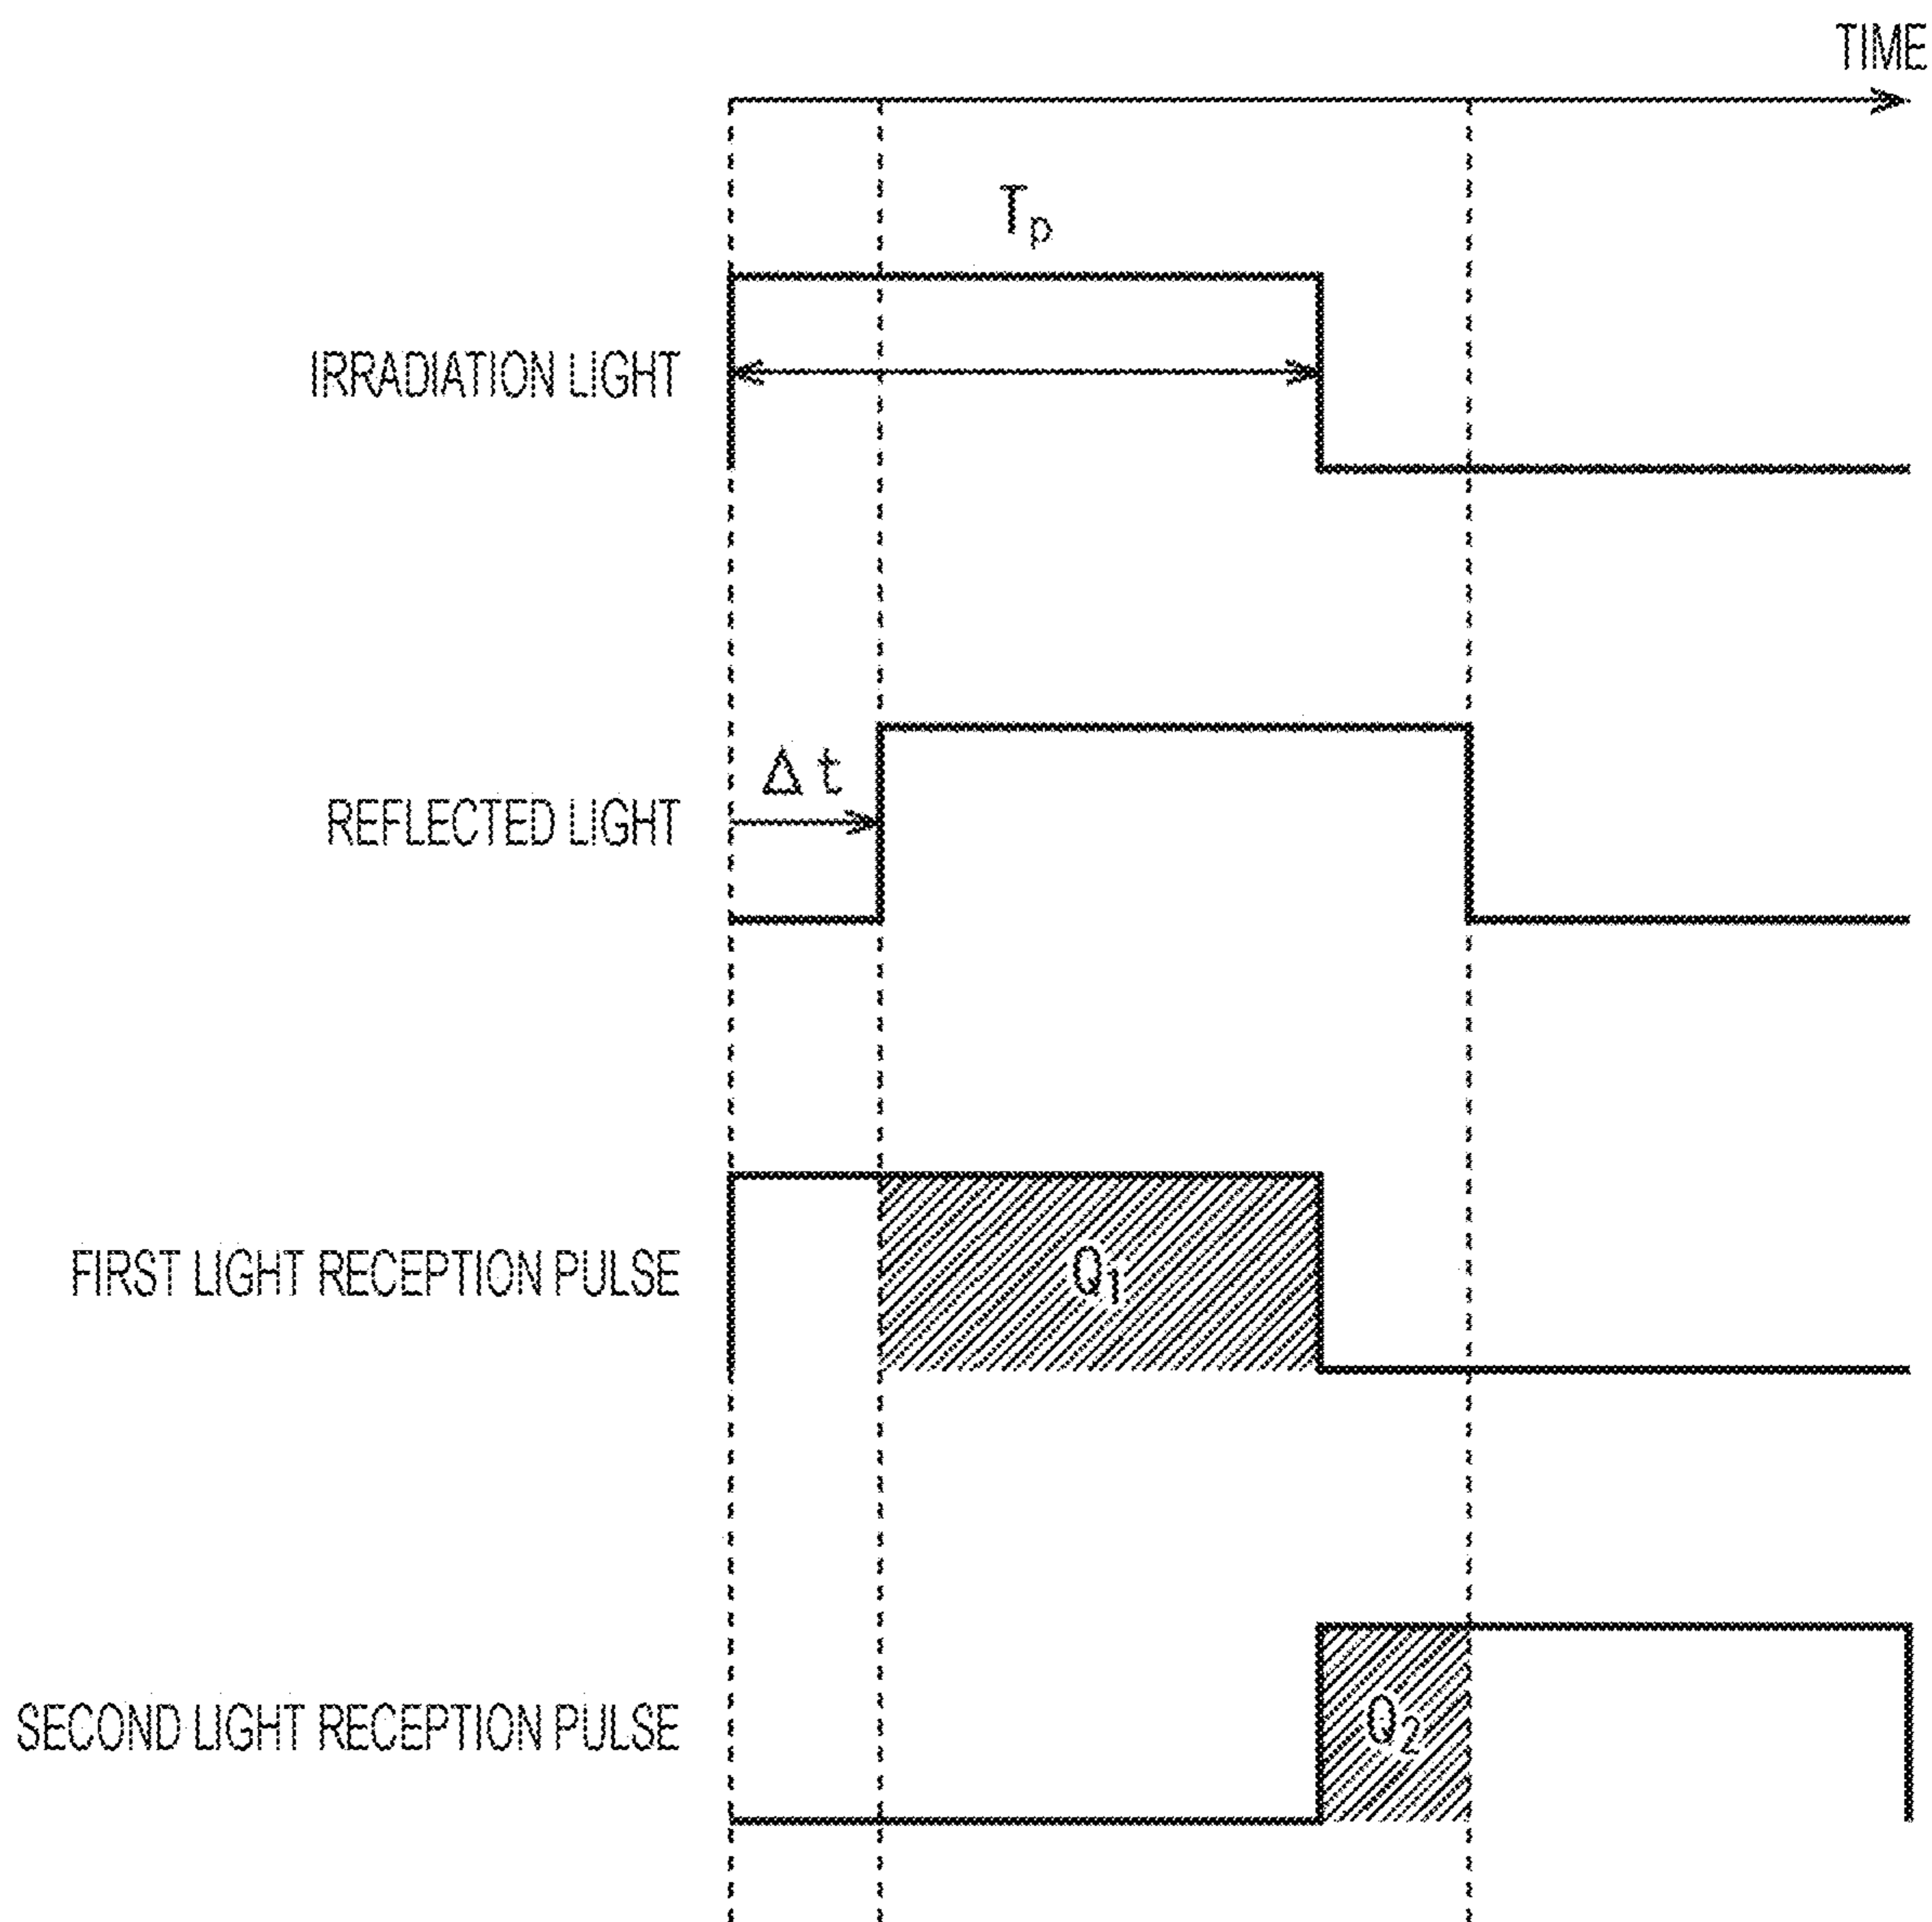 TIME
Tp
IRRADIATION LIGHT
Δt
REFLECTED LIGHT
FIRST LIGHT RECEPTION PULSE
Q1
SECOND LIGHT RECEPTION PULSE
Q2